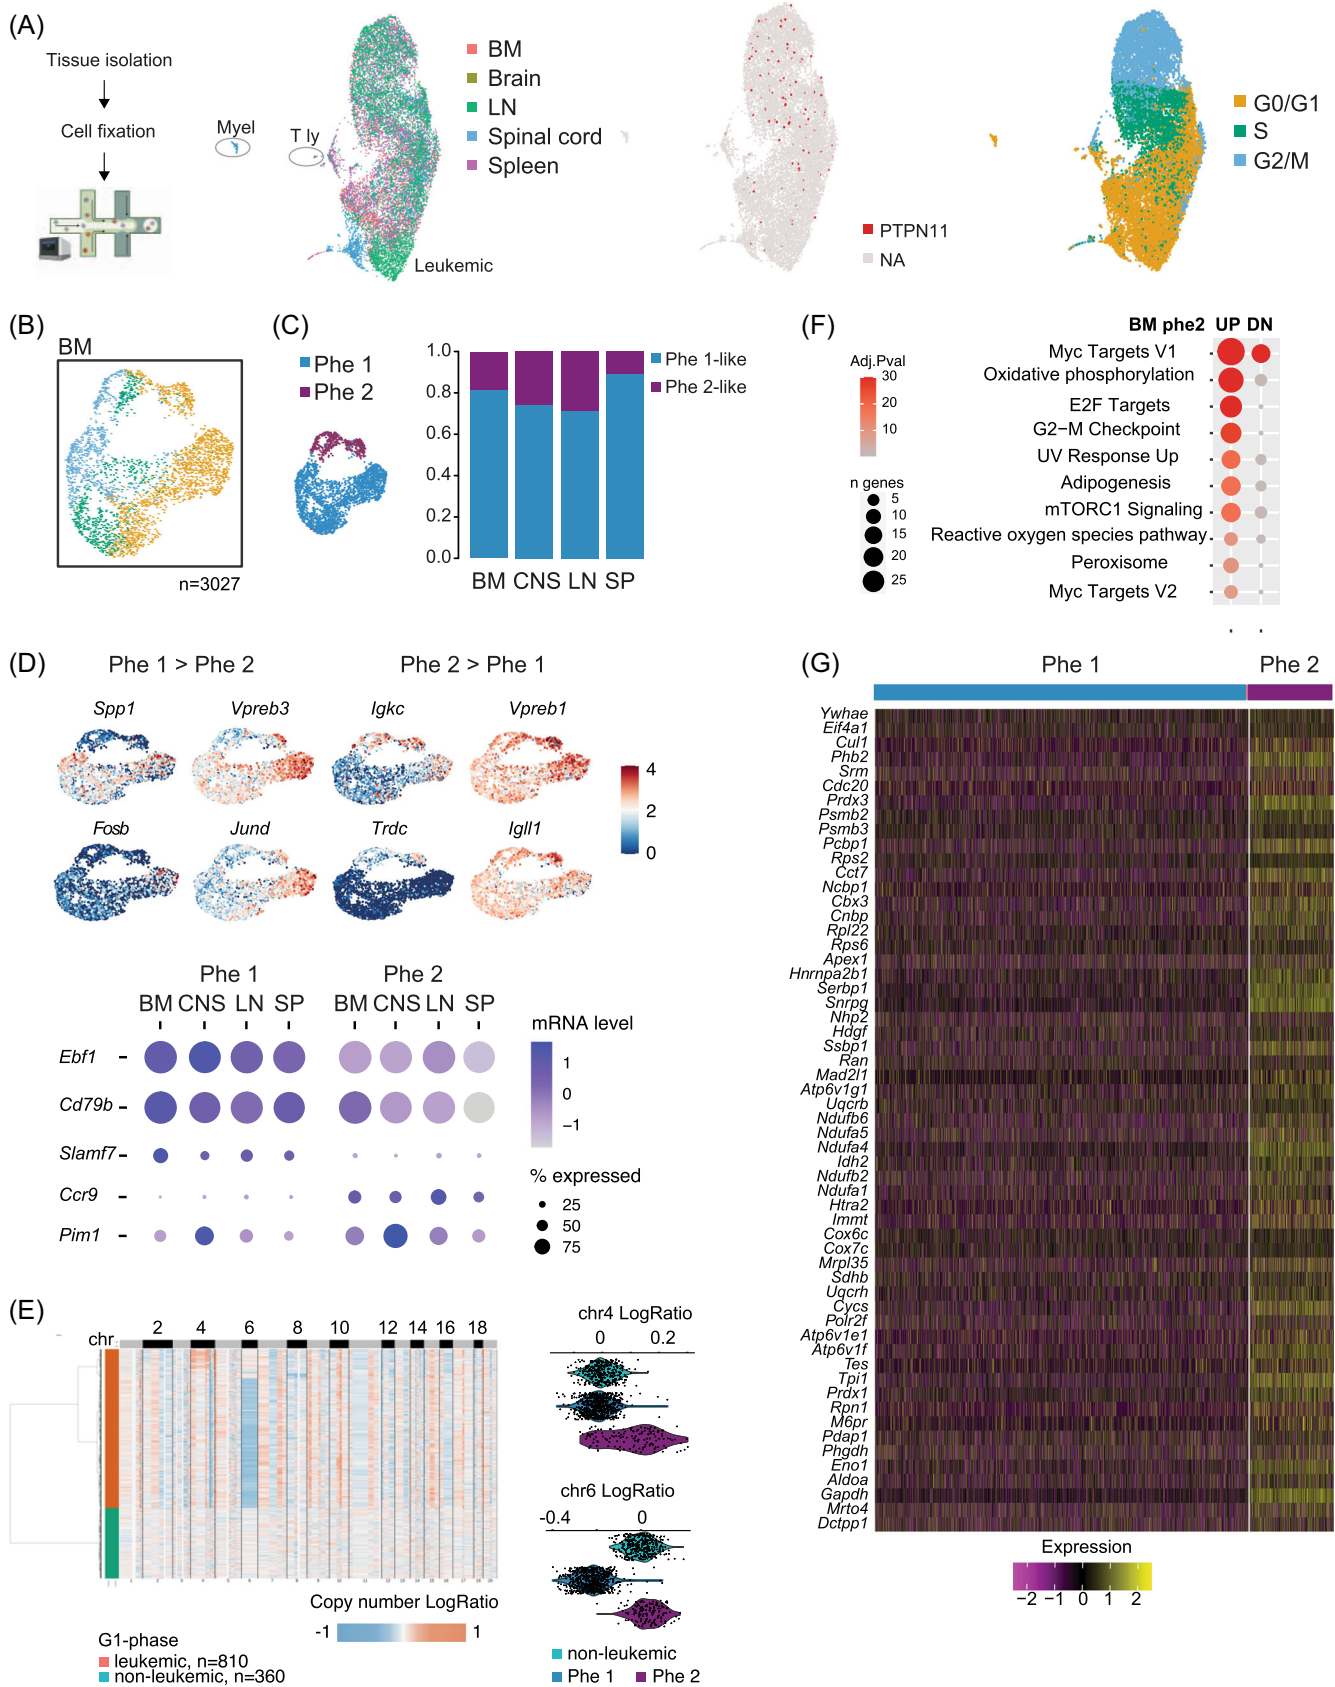 (A)
Tissue isolation
Cell fixation
Myel
T ly
BM
Brain
LN
Spinal cord
Spleen
Leukemic
PTPN11
NA
G0/G1
S
G2/M
(B)
BM
n=3027
(C)
Phe 1
Phe 2
1.0
0.8
0.6
0.4
0.2
0.0
BM CNS LN SP
Phe 1-like
Phe 2-like
(F)
BM phe2 UP DN
Adj.Pval
30
20
10
n genes
5
10
15
20
25
Myc Targets V1
Oxidative phosphorylation
E2F Targets
G2−M Checkpoint
UV Response Up
Adipogenesis
mTORC1 Signaling
Reactive oxygen species pathway
Peroxisome
Myc Targets V2
(D)
Phe 1 > Phe 2
Phe 2 > Phe 1
Spp1
Vpreb3
Igkc
Vpreb1
Fosb
Jund
Trdc
Igll1
4
2
0
Phe 1
Phe 2
BM CNS LN SP
BM CNS LN SP
Ebf1
Cd79b
Slamf7
Ccr9
Pim1
mRNA level
1
0
−1
% expressed
25
50
75
(E)
chr
2 4 6 8 10 12 14 16 18
Copy number LogRatio
-1
1
G1-phase
leukemic, n=810
non-leukemic, n=360
chr4 LogRatio
0 0.2
chr6 LogRatio
-0.4 0
non-leukemic
Phe 1
Phe 2
(G)
Phe 1
Phe 2
Ywhae
Eif4a1
Cul1
Phb2
Srm
Cdc20
Prdx3
Psmb2
Psmb3
Pcbp1
Rps2
Cct7
Ncbp1
Cbx3
Cnbp
Rpl22
Rps6
Apex1
Hnrnpa2b1
Serbp1
Snrpg
Nhp2
Hdgf
Ssbp1
Ran
Mad2l1
Atp6v1g1
Uqcrb
Ndufb6
Ndufa5
Ndufa4
Idh2
Ndufb2
Ndufa1
Htra2
Immt
Cox6c
Cox7c
Mrpl35
Sdhb
Uqcrh
Cycs
Polr2f
Atp6v1e1
Atp6v1f
Tes
Tpi1
Prdx1
Rpn1
M6pr
Pdap1
Phgdh
Eno1
Aldoa
Gapdh
Mrto4
Dctpp1
Expression
−2 −1 0 1 2